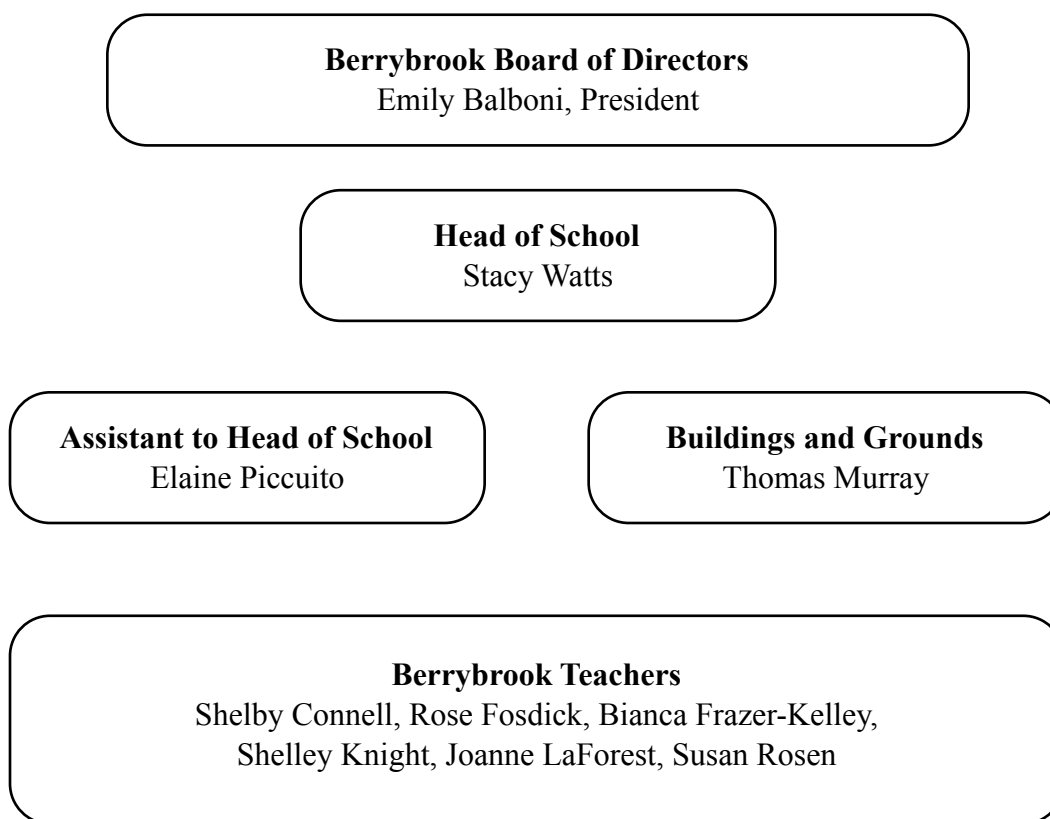 Berrybrook Board of Directors
Emily Balboni, President
Head of School
Stacy Watts
Assistant to Head of School
Elaine Piccuito
Buildings and Grounds
Thomas Murray
Berrybrook Teachers
Shelby Connell, Rose Fosdick, Bianca Frazer-Kelley,
Shelley Knight, Joanne LaForest, Susan Rosen